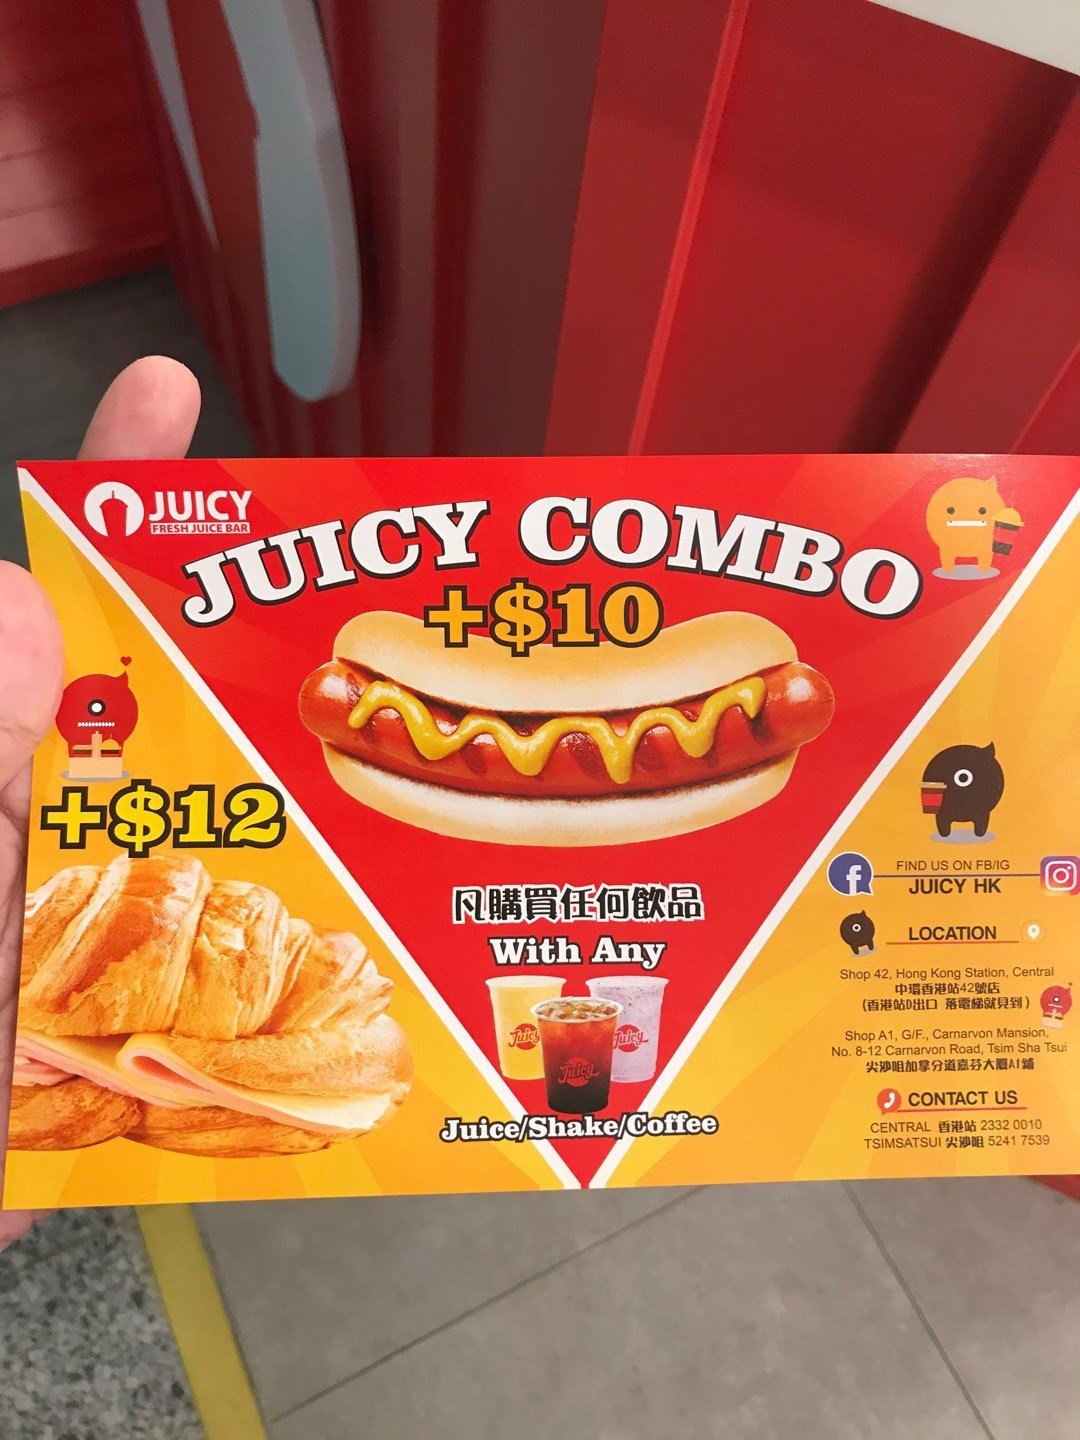 JUICY
FRESH JUICE BAR
JUICY COMBO
+$10
+$12
凡購買任何飲品
With Any
Juicy
Juicy
Juicy
Juice/Shake/Coffee
FIND US ON FB/IG
JUICY HK
LOCATION
Shop 42, Hong Kong Station, Central
中環香港站42號店
(香港站D出口 落電梯就見到)
Shop A1, G/F., Carnarvon Mansion,
No. 8-12 Carnarvon Road, Tsim Sha Tsui
尖沙咀加拿分道嘉芬大廈A1鋪
CONTACT US
CENTRAL 香港站 2332 0010
TSIMSATSUI 尖沙咀 5241 7539